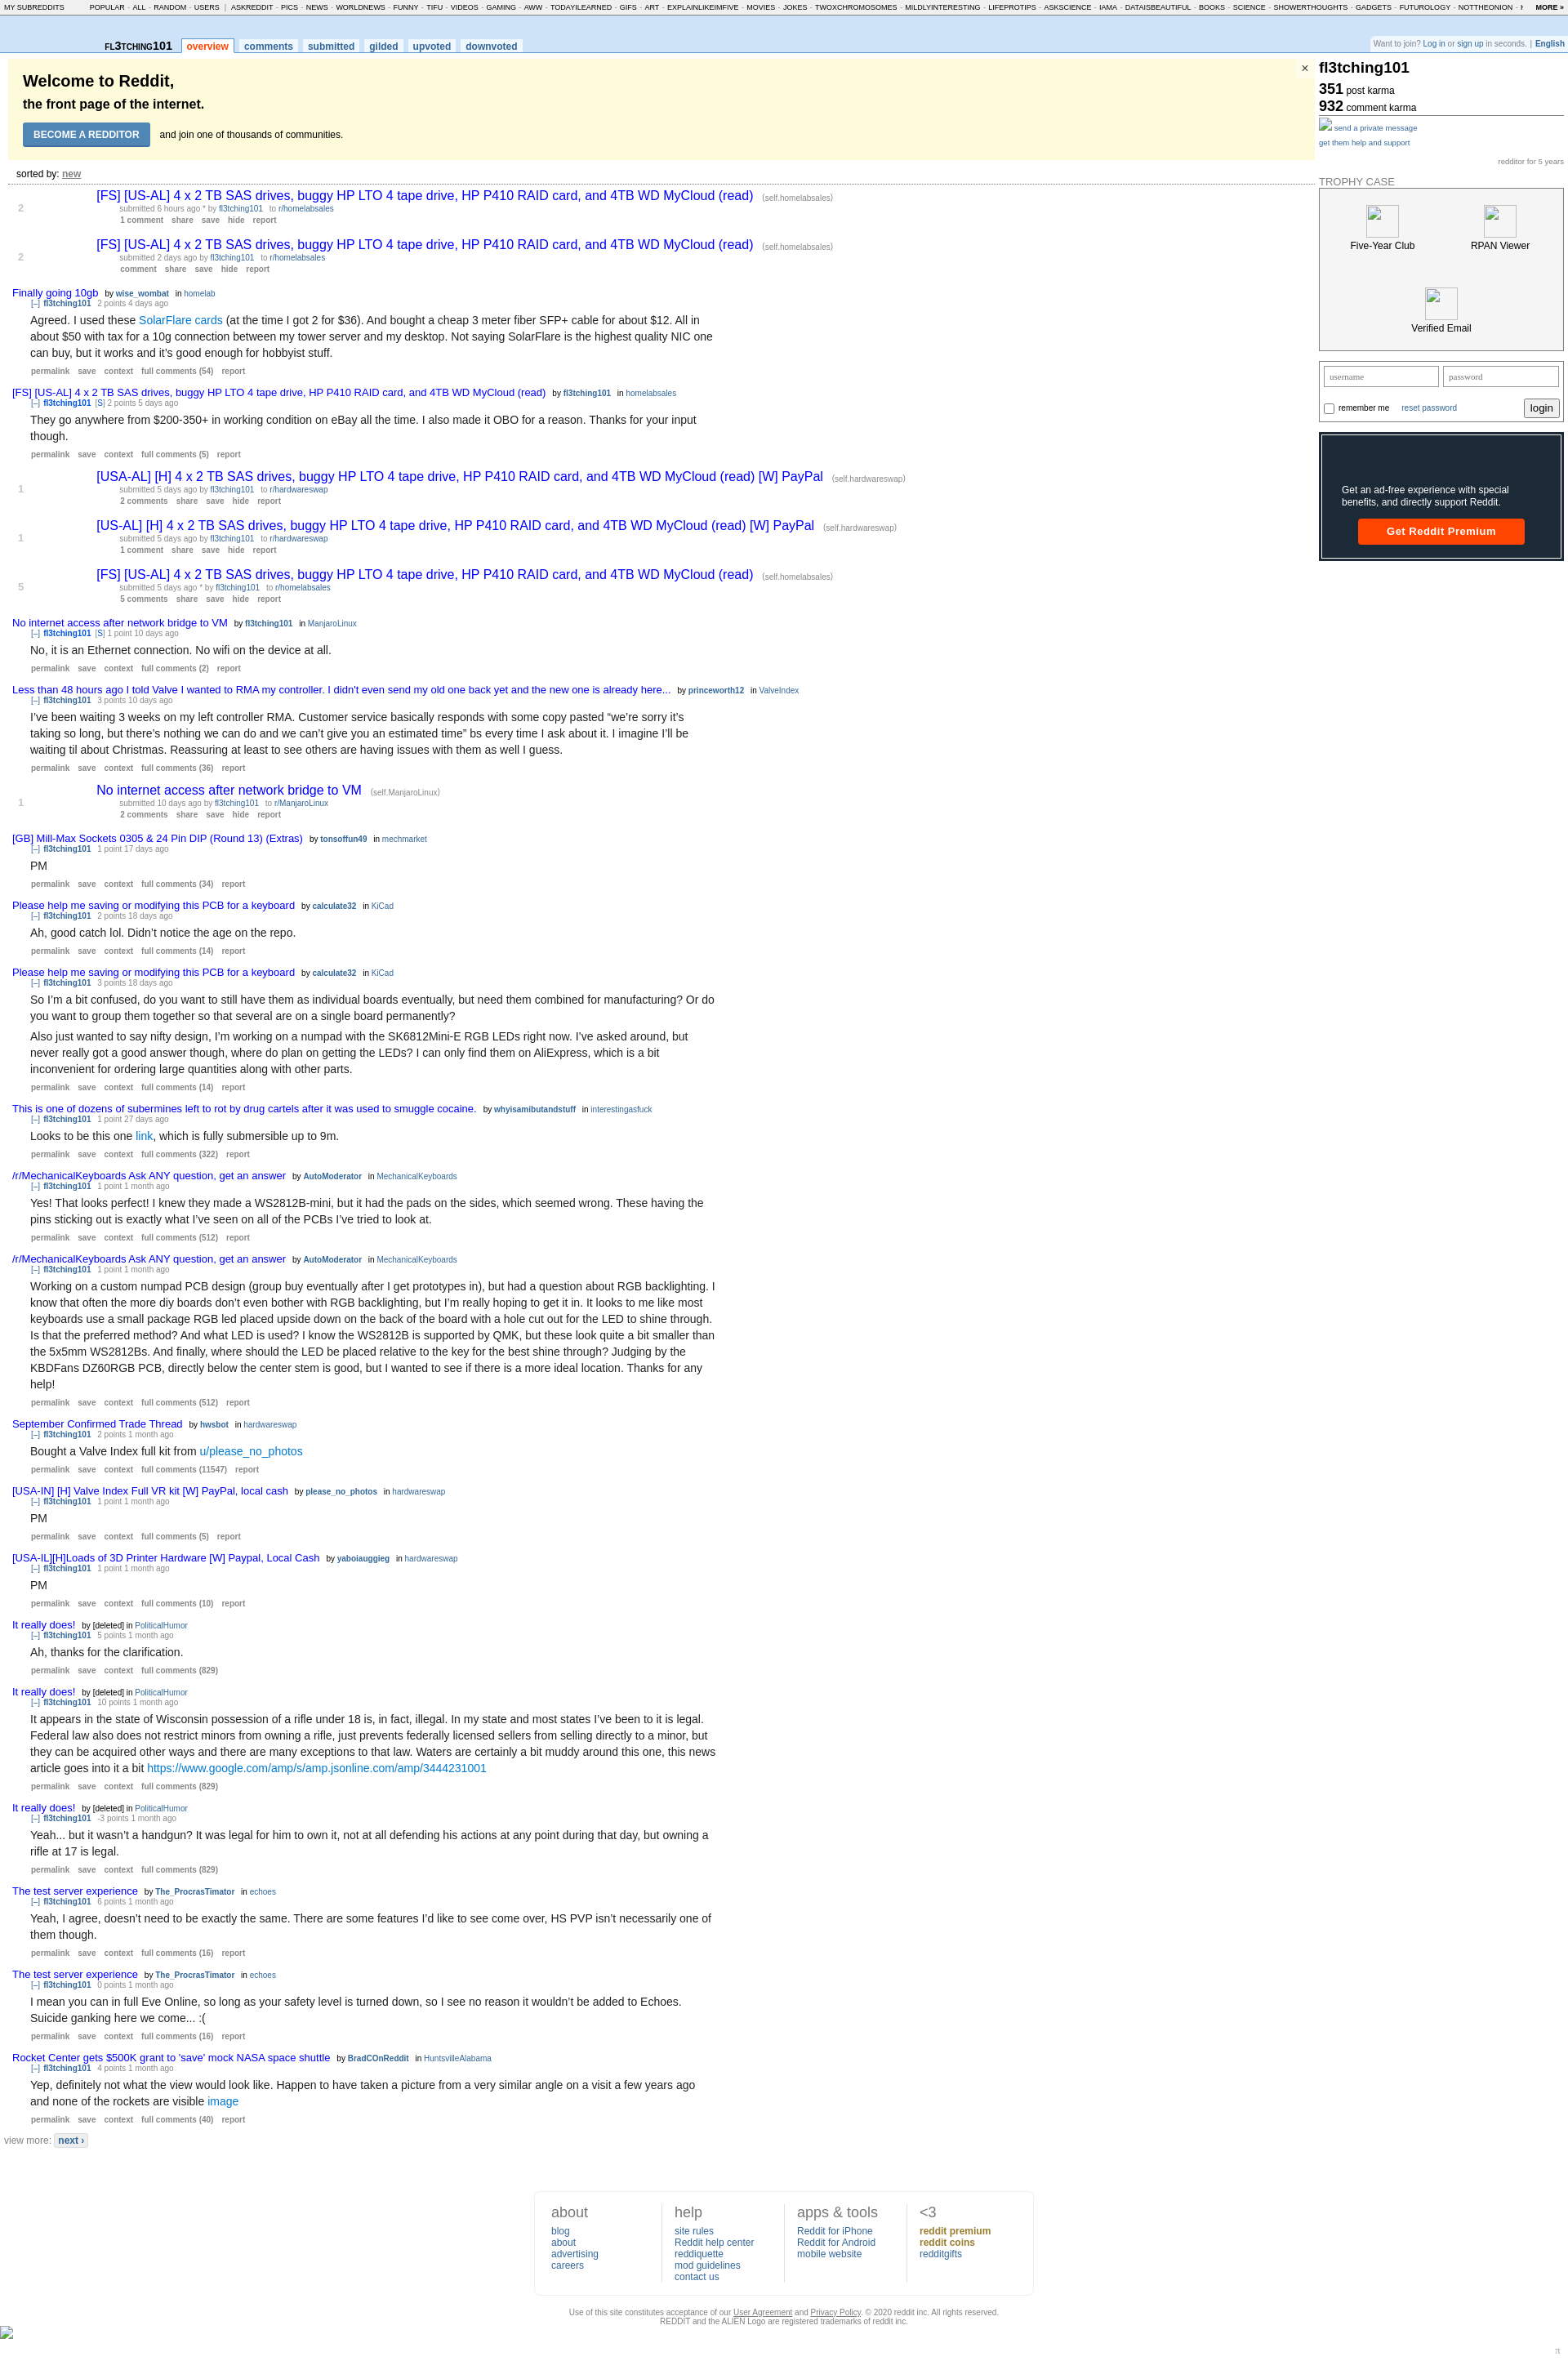 MY SUBREDDITS POPULAR - ALL - RANDOM - USERS | ASKREDDIT - PICS - NEWS - WORLDNEWS - FUNNY - TIFU - VIDEOS - GAMING - AWW - TODAYILEARNED - GIFS - ART - EXPLAINLIKEIMFIVE - MOVIES - JOKES - TWOXCHROMOSOMES - MILDLYINTERESTING - LIFEPROTIPS - ASKSCIENCE - IAMA - DATAISBEAUTIFUL - BOOKS - SCIENCE - SHOWERTHOUGHTS - GADGETS - FUTUROLOGY - NOTTHEONION - MORE »
FL3TCHING101 overview comments submitted gilded upvoted downvoted
Want to join? Log in or sign up in seconds. | English
Welcome to Reddit,
the front page of the internet.
BECOME A REDDITOR and join one of thousands of communities.
×
sorted by: new
[FS] [US-AL] 4 x 2 TB SAS drives, buggy HP LTO 4 tape drive, HP P410 RAID card, and 4TB WD MyCloud (read) (self.homelabsales)
2
submitted 6 hours ago * by fl3tching101 to r/homelabsales
1 comment share save hide report
[FS] [US-AL] 4 x 2 TB SAS drives, buggy HP LTO 4 tape drive, HP P410 RAID card, and 4TB WD MyCloud (read) (self.homelabsales)
2
submitted 2 days ago by fl3tching101 to r/homelabsales
comment share save hide report
Finally going 10gb by wise_wombat in homelab
[–] fl3tching101 2 points 4 days ago
Agreed. I used these SolarFlare cards (at the time I got 2 for $36). And bought a cheap 3 meter fiber SFP+ cable for about $12. All in
about $50 with tax for a 10g connection between my tower server and my desktop. Not saying SolarFlare is the highest quality NIC one
can buy, but it works and it’s good enough for hobbyist stuff.
permalink save context full comments (54) report
[FS] [US-AL] 4 x 2 TB SAS drives, buggy HP LTO 4 tape drive, HP P410 RAID card, and 4TB WD MyCloud (read) by fl3tching101 in homelabsales
[–] fl3tching101 [S] 2 points 5 days ago
They go anywhere from $200-350+ in working condition on eBay all the time. I also made it OBO for a reason. Thanks for your input
though.
permalink save context full comments (5) report
[USA-AL] [H] 4 x 2 TB SAS drives, buggy HP LTO 4 tape drive, HP P410 RAID card, and 4TB WD MyCloud (read) [W] PayPal (self.hardwareswap)
1
submitted 5 days ago by fl3tching101 to r/hardwareswap
2 comments share save hide report
[US-AL] [H] 4 x 2 TB SAS drives, buggy HP LTO 4 tape drive, HP P410 RAID card, and 4TB WD MyCloud (read) [W] PayPal (self.hardwareswap)
1
submitted 5 days ago by fl3tching101 to r/hardwareswap
1 comment share save hide report
[FS] [US-AL] 4 x 2 TB SAS drives, buggy HP LTO 4 tape drive, HP P410 RAID card, and 4TB WD MyCloud (read) (self.homelabsales)
5
submitted 5 days ago * by fl3tching101 to r/homelabsales
5 comments share save hide report
No internet access after network bridge to VM by fl3tching101 in ManjaroLinux
[–] fl3tching101 [S] 1 point 10 days ago
No, it is an Ethernet connection. No wifi on the device at all.
permalink save context full comments (2) report
Less than 48 hours ago I told Valve I wanted to RMA my controller. I didn't even send my old one back yet and the new one is already here... by princeworth12 in ValveIndex
[–] fl3tching101 3 points 10 days ago
I’ve been waiting 3 weeks on my left controller RMA. Customer service basically responds with some copy pasted “we’re sorry it’s
taking so long, but there’s nothing we can do and we can’t give you an estimated time” bs every time I ask about it. I imagine I’ll be
waiting til about Christmas. Reassuring at least to see others are having issues with them as well I guess.
permalink save context full comments (36) report
No internet access after network bridge to VM (self.ManjaroLinux)
1
submitted 10 days ago by fl3tching101 to r/ManjaroLinux
2 comments share save hide report
[GB] Mill-Max Sockets 0305 & 24 Pin DIP (Round 13) (Extras) by tonsoffun49 in mechmarket
[–] fl3tching101 1 point 17 days ago
PM
permalink save context full comments (34) report
Please help me saving or modifying this PCB for a keyboard by calculate32 in KiCad
[–] fl3tching101 2 points 18 days ago
Ah, good catch lol. Didn’t notice the age on the repo.
permalink save context full comments (14) report
Please help me saving or modifying this PCB for a keyboard by calculate32 in KiCad
[–] fl3tching101 3 points 18 days ago
So I’m a bit confused, do you want to still have them as individual boards eventually, but need them combined for manufacturing? Or do
you want to group them together so that several are on a single board permanently?
Also just wanted to say nifty design, I’m working on a numpad with the SK6812Mini-E RGB LEDs right now. I’ve asked around, but
never really got a good answer though, where do plan on getting the LEDs? I can only find them on AliExpress, which is a bit
inconvenient for ordering large quantities along with other parts.
permalink save context full comments (14) report
This is one of dozens of submermines left to rot by drug cartels after it was used to smuggle cocaine. by whyisamibutandstuff in interestingasfuck
[–] fl3tching101 1 point 27 days ago
Looks to be this one link, which is fully submersible up to 9m.
permalink save context full comments (322) report
/r/MechanicalKeyboards Ask ANY question, get an answer by AutoModerator in MechanicalKeyboards
[–] fl3tching101 1 point 1 month ago
Yes! That looks perfect! I knew they made a WS2812B-mini, but it had the pads on the sides, which seemed wrong. These having the
pins sticking out is exactly what I’ve seen on all of the PCBs I’ve tried to look at.
permalink save context full comments (512) report
/r/MechanicalKeyboards Ask ANY question, get an answer by AutoModerator in MechanicalKeyboards
[–] fl3tching101 1 point 1 month ago
Working on a custom numpad PCB design (group buy eventually after I get prototypes in), but had a question about RGB backlighting. I
know that often the more diy boards don’t even bother with RGB backlighting, but I’m really hoping to get it in. It looks to me like most
keyboards use a small package RGB led placed upside down on the back of the board with a hole cut out for the LED to shine through.
Is that the preferred method? And what LED is used? I know the WS2812B is supported by QMK, but these look quite a bit smaller than
the 5x5mm WS2812Bs. And finally, where should the LED be placed relative to the key for the best shine through? Judging by the
KBDFans DZ60RGB PCB, directly below the center stem is good, but I wanted to see if there is a more ideal location. Thanks for any
help!
permalink save context full comments (512) report
September Confirmed Trade Thread by hwsbot in hardwareswap
[–] fl3tching101 2 points 1 month ago
Bought a Valve Index full kit from u/please_no_photos
permalink save context full comments (11547) report
[USA-IN] [H] Valve Index Full VR kit [W] PayPal, local cash by please_no_photos in hardwareswap
[–] fl3tching101 1 point 1 month ago
PM
permalink save context full comments (5) report
[USA-IL][H]Loads of 3D Printer Hardware [W] Paypal, Local Cash by yaboiauggieg in hardwareswap
[–] fl3tching101 1 point 1 month ago
PM
permalink save context full comments (10) report
It really does! by [deleted] in PoliticalHumor
[–] fl3tching101 5 points 1 month ago
Ah, thanks for the clarification.
permalink save context full comments (829)
It really does! by [deleted] in PoliticalHumor
[–] fl3tching101 10 points 1 month ago
It appears in the state of Wisconsin possession of a rifle under 18 is, in fact, illegal. In my state and most states I’ve been to it is legal.
Federal law also does not restrict minors from owning a rifle, just prevents federally licensed sellers from selling directly to a minor, but
they can be acquired other ways and there are many exceptions to that law. Waters are certainly a bit muddy around this one, this news
article goes into it a bit https://www.google.com/amp/s/amp.jsonline.com/amp/3444231001
permalink save context full comments (829)
It really does! by [deleted] in PoliticalHumor
[–] fl3tching101 -3 points 1 month ago
Yeah... but it wasn’t a handgun? It was legal for him to own it, not at all defending his actions at any point during that day, but owning a
rifle at 17 is legal.
permalink save context full comments (829)
The test server experience by The_ProcrasTimator in echoes
[–] fl3tching101 6 points 1 month ago
Yeah, I agree, doesn’t need to be exactly the same. There are some features I’d like to see come over, HS PVP isn’t necessarily one of
them though.
permalink save context full comments (16) report
The test server experience by The_ProcrasTimator in echoes
[–] fl3tching101 0 points 1 month ago
I mean you can in full Eve Online, so long as your safety level is turned down, so I see no reason it wouldn’t be added to Echoes.
Suicide ganking here we come... :(
permalink save context full comments (16) report
Rocket Center gets $500K grant to 'save' mock NASA space shuttle by BradCOnReddit in HuntsvilleAlabama
[–] fl3tching101 4 points 1 month ago
Yep, definitely not what the view would look like. Happen to have taken a picture from a very similar angle on a visit a few years ago
and none of the rockets are visible image
permalink save context full comments (40) report
view more: next ›
fl3tching101
351 post karma
932 comment karma
send a private message
get them help and support
redditor for 5 years
TROPHY CASE
Five-Year Club RPAN Viewer
Verified Email
username password
remember me reset password login
Get an ad-free experience with special
benefits, and directly support Reddit.
Get Reddit Premium
about
blog
about
advertising
careers
help
site rules
Reddit help center
reddiquette
mod guidelines
contact us
apps & tools
Reddit for iPhone
Reddit for Android
mobile website
<3
reddit premium
reddit coins
redditgifts
Use of this site constitutes acceptance of our User Agreement and Privacy Policy. © 2020 reddit inc. All rights reserved.
REDDIT and the ALIEN Logo are registered trademarks of reddit inc.
π